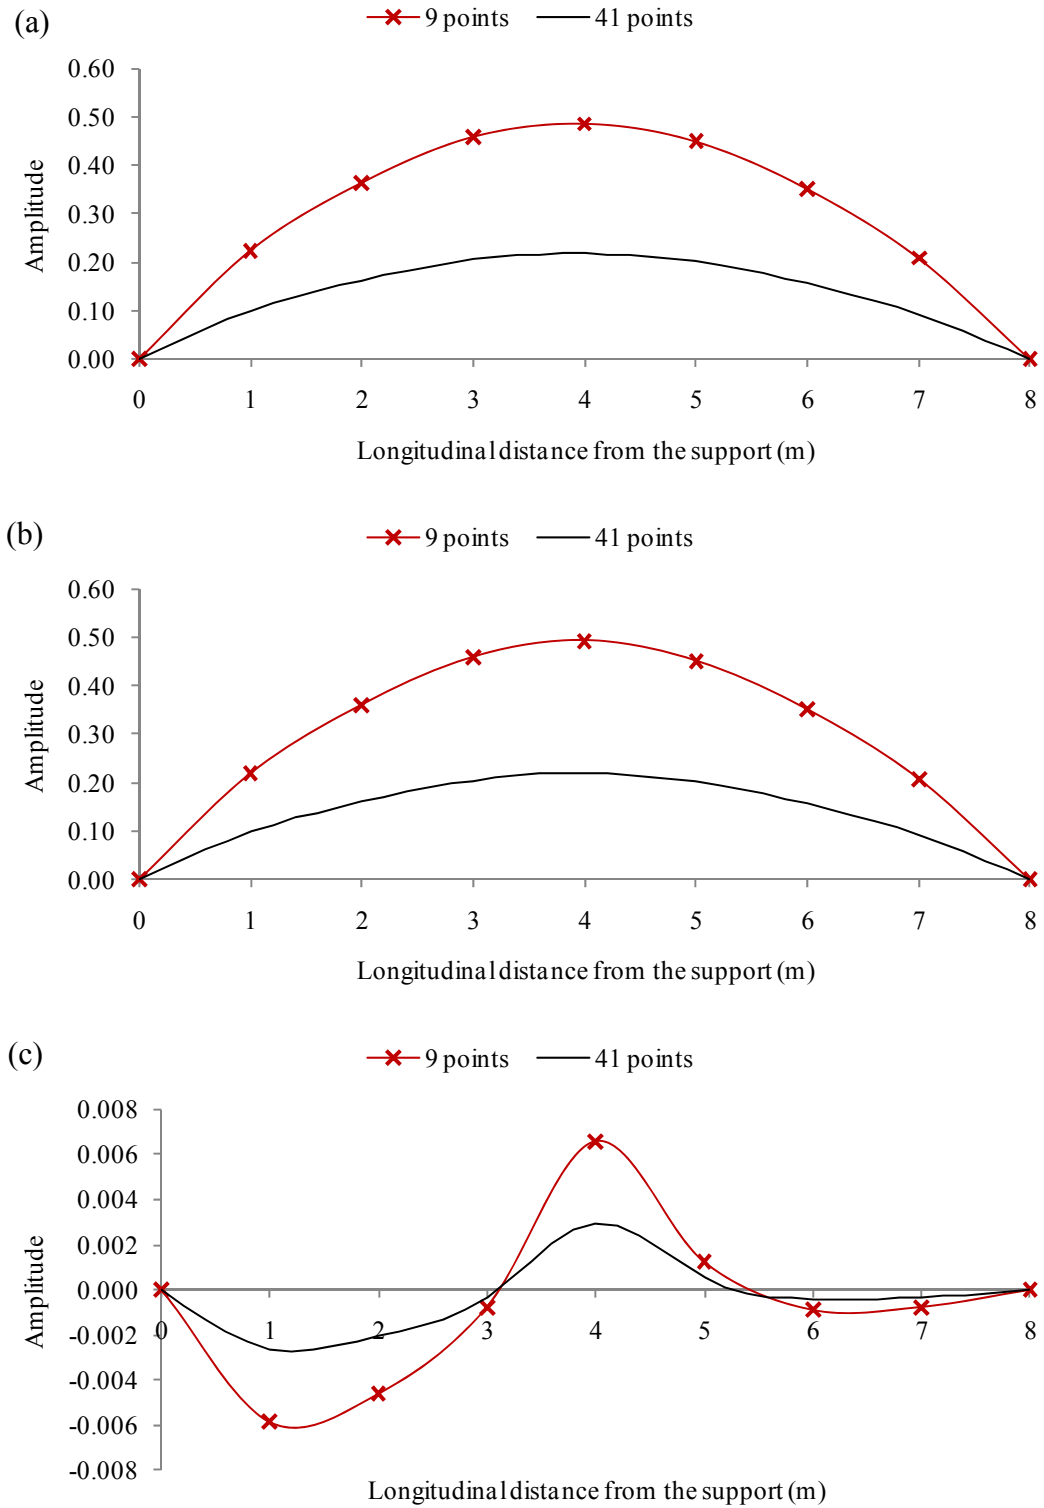 (a)
9 points 41 points
0.60
0.50
0.40
0.30
0.20
0.10
0.00
Amplitude
0 1 2 3 4 5 6 7 8
Longitudinal distance from the support (m)
(b)
9 points 41 points
0.60
0.50
0.40
0.30
0.20
0.10
0.00
Amplitude
0 1 2 3 4 5 6 7 8
Longitudinal distance from the support (m)
(c)
9 points 41 points
0.008
0.006
0.004
0.002
0.000
-0.002
-0.004
-0.006
-0.008
Amplitude
0 1 2 3 4 5 6 7 8
Longitudinal distance from the support (m)